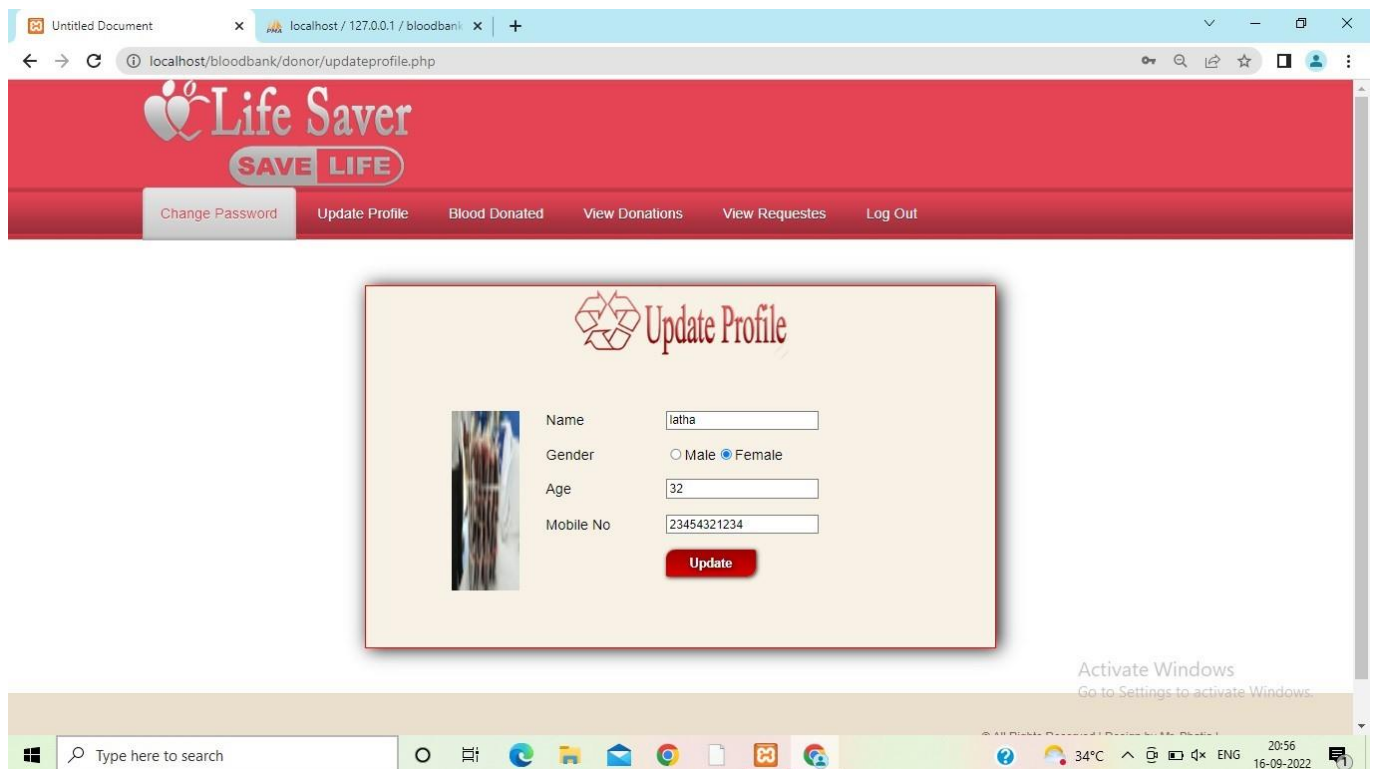 Untitled Document
localhost / 127.0.0.1 / bloodbank
localhost/bloodbank/donor/updateprofile.php
Life Saver
SAVE LIFE
Change Password Update Profile Blood Donated View Donations View Requestes Log Out
Update Profile
Name latha
Gender Male Female
Age 32
Mobile No 23454321234
Update
Activate Windows
Go to Settings to activate Windows.
Type here to search
34°C ENG 20:56
16-09-2022